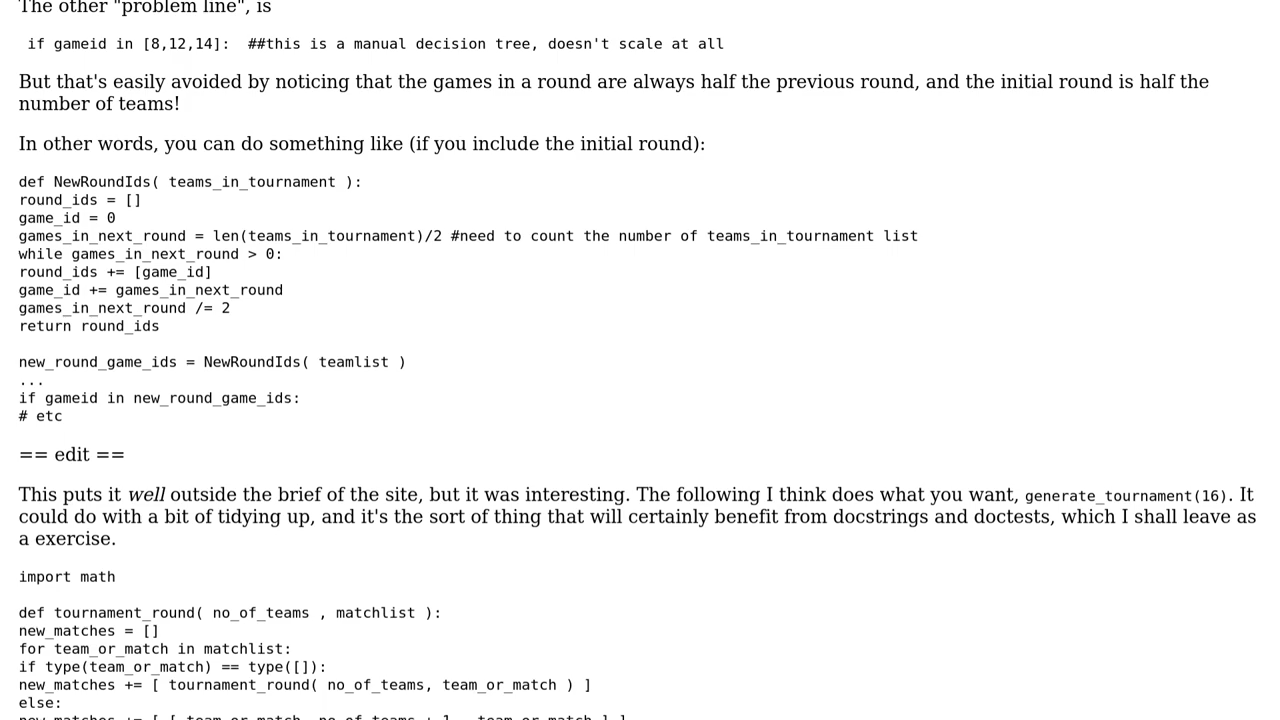 The other "problem line", is
if gameid in [8,12,14]:  ##this is a manual decision tree, doesn't scale at all
But that's easily avoided by noticing that the games in a round are always half the previous round, and the initial round is half the
number of teams!
In other words, you can do something like (if you include the initial round):
def NewRoundIds( teams_in_tournament ):
round_ids = []
game_id = 0
games_in_next_round = len(teams_in_tournament)/2 #need to count the number of teams_in_tournament list
while games_in_next_round > 0:
round_ids += [game_id]
game_id += games_in_next_round
games_in_next_round /= 2
return round_ids
new_round_game_ids = NewRoundIds( teamlist )
...
if gameid in new_round_game_ids:
# etc
== edit ==
This puts it well outside the brief of the site, but it was interesting. The following I think does what you want, generate_tournament(16). It
could do with a bit of tidying up, and it's the sort of thing that will certainly benefit from docstrings and doctests, which I shall leave as
a exercise.
import math
def tournament_round( no_of_teams , matchlist ):
new_matches = []
for team_or_match in matchlist:
if type(team_or_match) == type([]):
new_matches += [ tournament_round( no_of_teams, team_or_match ) ]
else:
new_matches += [ [ team_or_match, no_of_teams + 1 - team_or_match ] ]